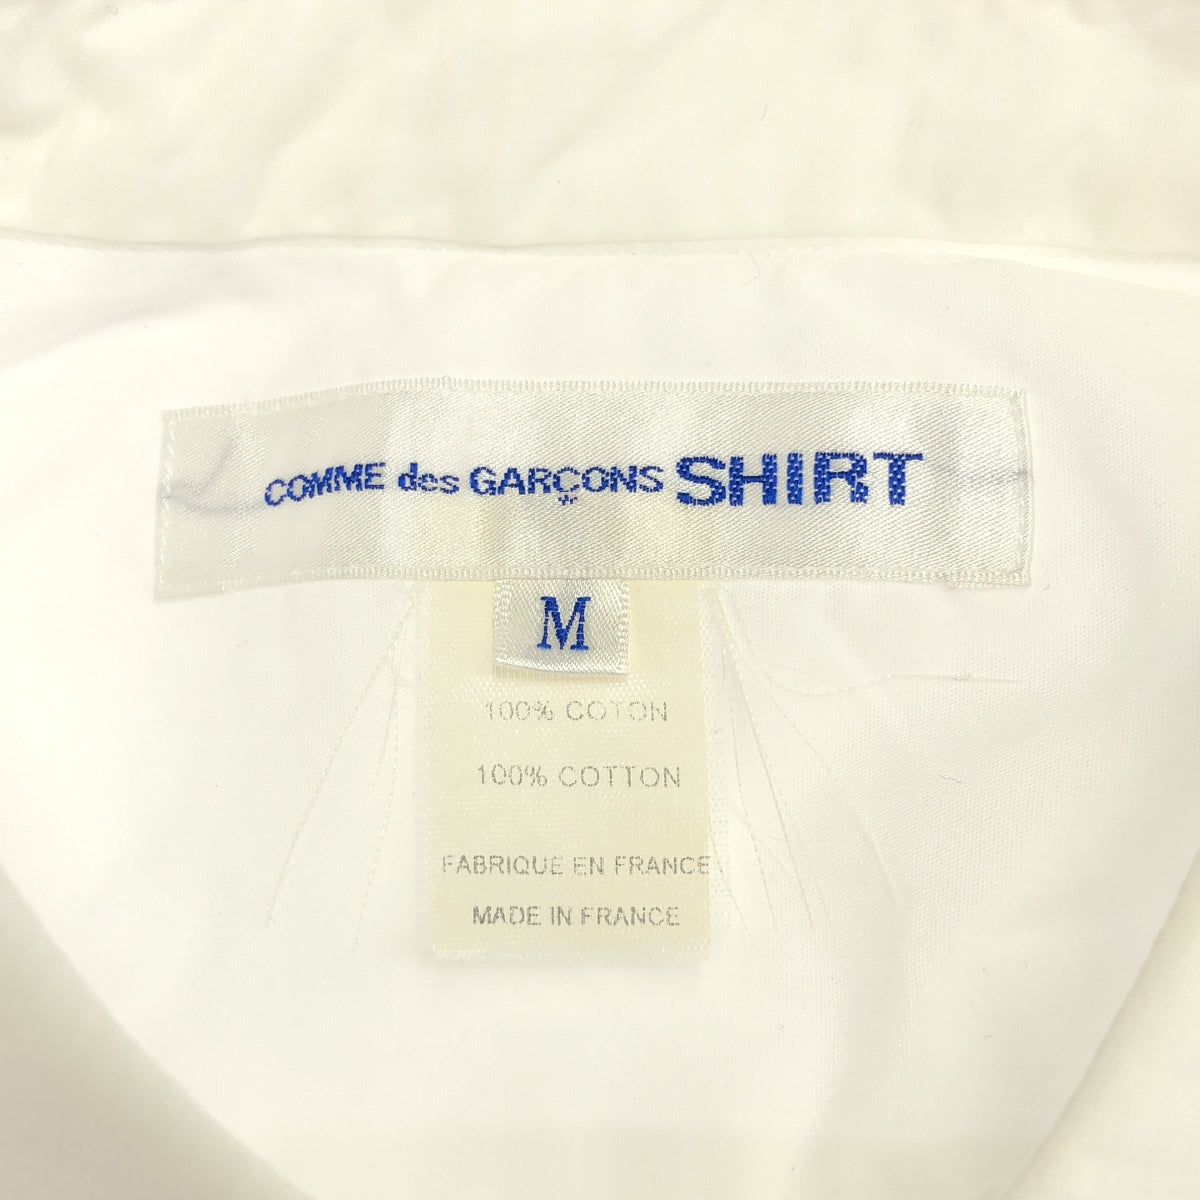 COMME des GARÇONS SHIRT
M
100% COTON
100% COTTON
FABRIQUE EN FRANCE
MADE IN FRANCE